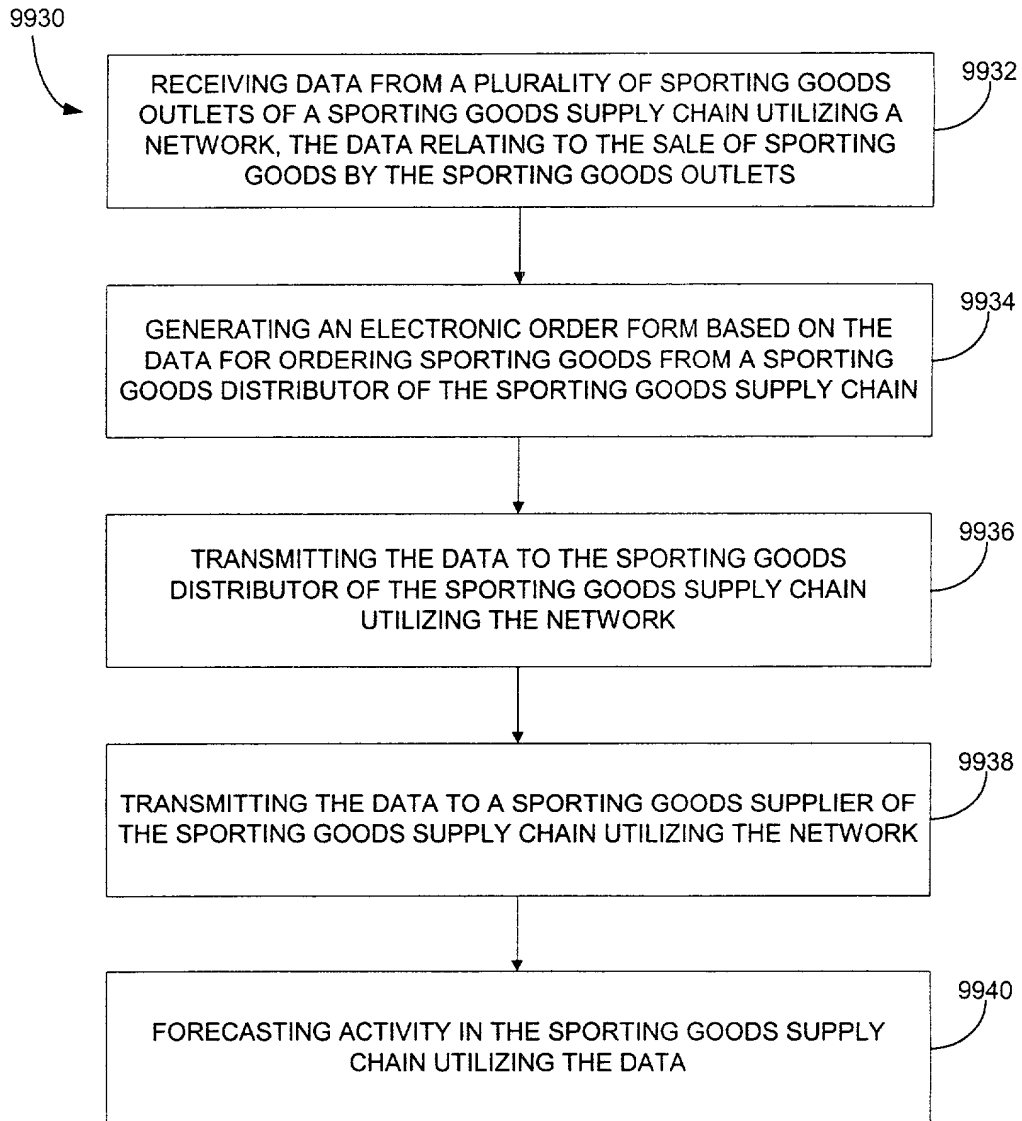 9930
RECEIVING DATA FROM A PLURALITY OF SPORTING GOODS
OUTLETS OF A SPORTING GOODS SUPPLY CHAIN UTILIZING A
NETWORK, THE DATA RELATING TO THE SALE OF SPORTING
GOODS BY THE SPORTING GOODS OUTLETS
9932
GENERATING AN ELECTRONIC ORDER FORM BASED ON THE
DATA FOR ORDERING SPORTING GOODS FROM A SPORTING
GOODS DISTRIBUTOR OF THE SPORTING GOODS SUPPLY CHAIN
9934
TRANSMITTING THE DATA TO THE SPORTING GOODS
DISTRIBUTOR OF THE SPORTING GOODS SUPPLY CHAIN
UTILIZING THE NETWORK
9936
TRANSMITTING THE DATA TO A SPORTING GOODS SUPPLIER OF
THE SPORTING GOODS SUPPLY CHAIN UTILIZING THE NETWORK
9938
FORECASTING ACTIVITY IN THE SPORTING GOODS SUPPLY
CHAIN UTILIZING THE DATA
9940